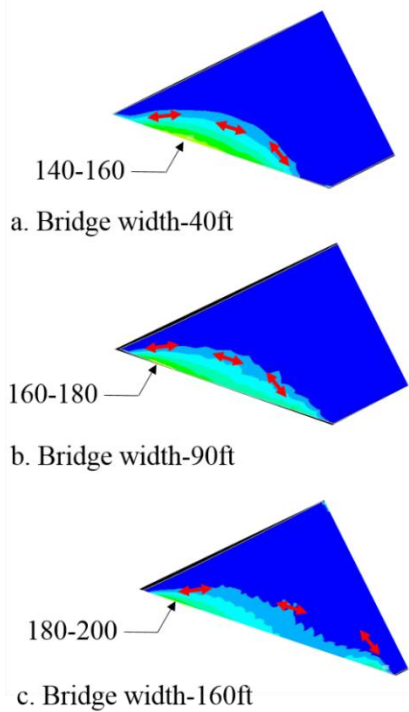 140-160
a. Bridge width-40ft
160-180
b. Bridge width-90ft
180-200
c. Bridge width-160ft